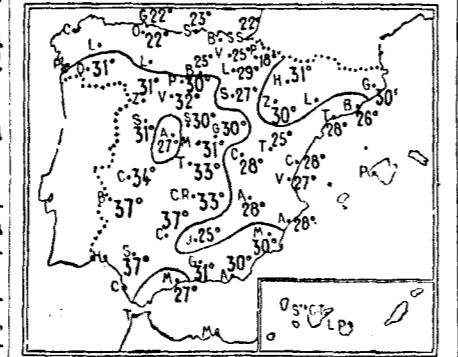 G 22° 23° 22°
C. O. 22° S. B. S S
L. V 25° P 18°
P O 31° L. B 25° L. 29° H. 31°
31° P. 30° G.
Z V 32° S. 27° Z 30° L. 30°
S. 31° A. 27° S 30° G 30° B. 26°
M. 31° T 25° T 28°
T. 33° C. 28° C. 28°
C. 34° V. 27° P.
B 37° C.R. 33° A. 28°
37° C. J. 25° M. 30° A. 28°
H. S. 37° G. 31° A 30°
C. M. 27°
T S C.T.
M. L P.